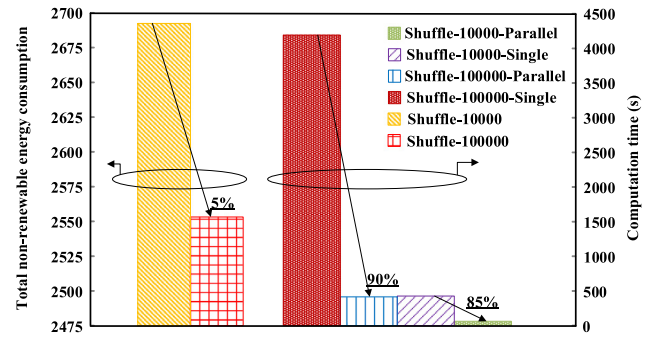 Total non-renewable energy consumption
2700
2675
2650
2625
2600
2575
2550
2525
2500
2475
5%
90%
85%
Shuffle-10000-Parallel
Shuffle-10000-Single
Shuffle-100000-Parallel
Shuffle-100000-Single
Shuffle-10000
Shuffle-100000
4500
4000
3500
3000
2500
2000
1500
1000
500
0
Computation time (s)